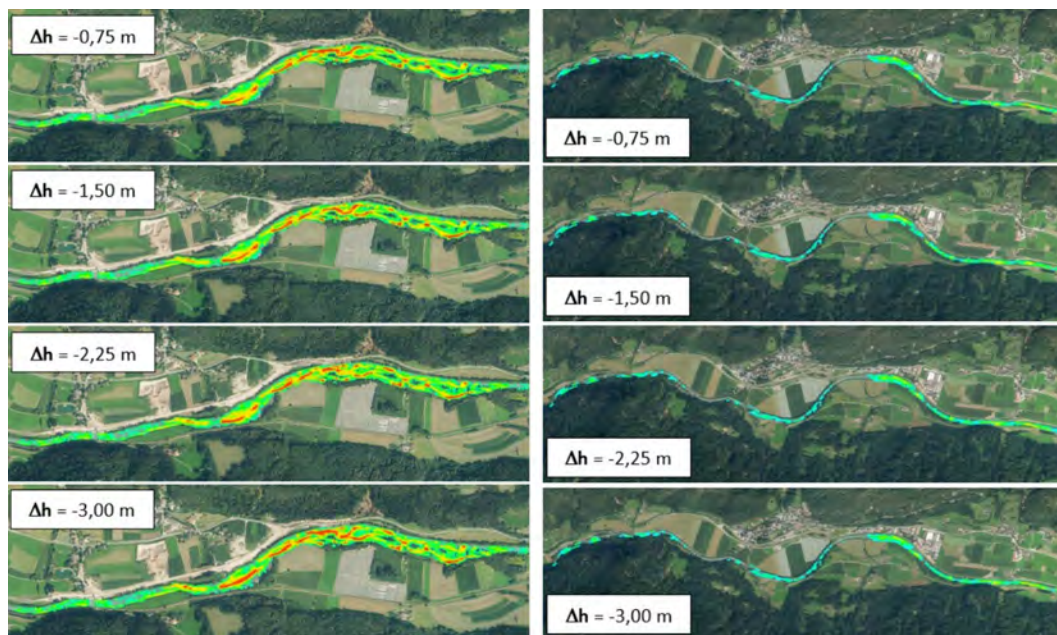 Δh = -0,75 m
Δh = -0,75 m
Δh = -1,50 m
Δh = -1,50 m
Δh = -2,25 m
Δh = -2,25 m
Δh = -3,00 m
Δh = -3,00 m